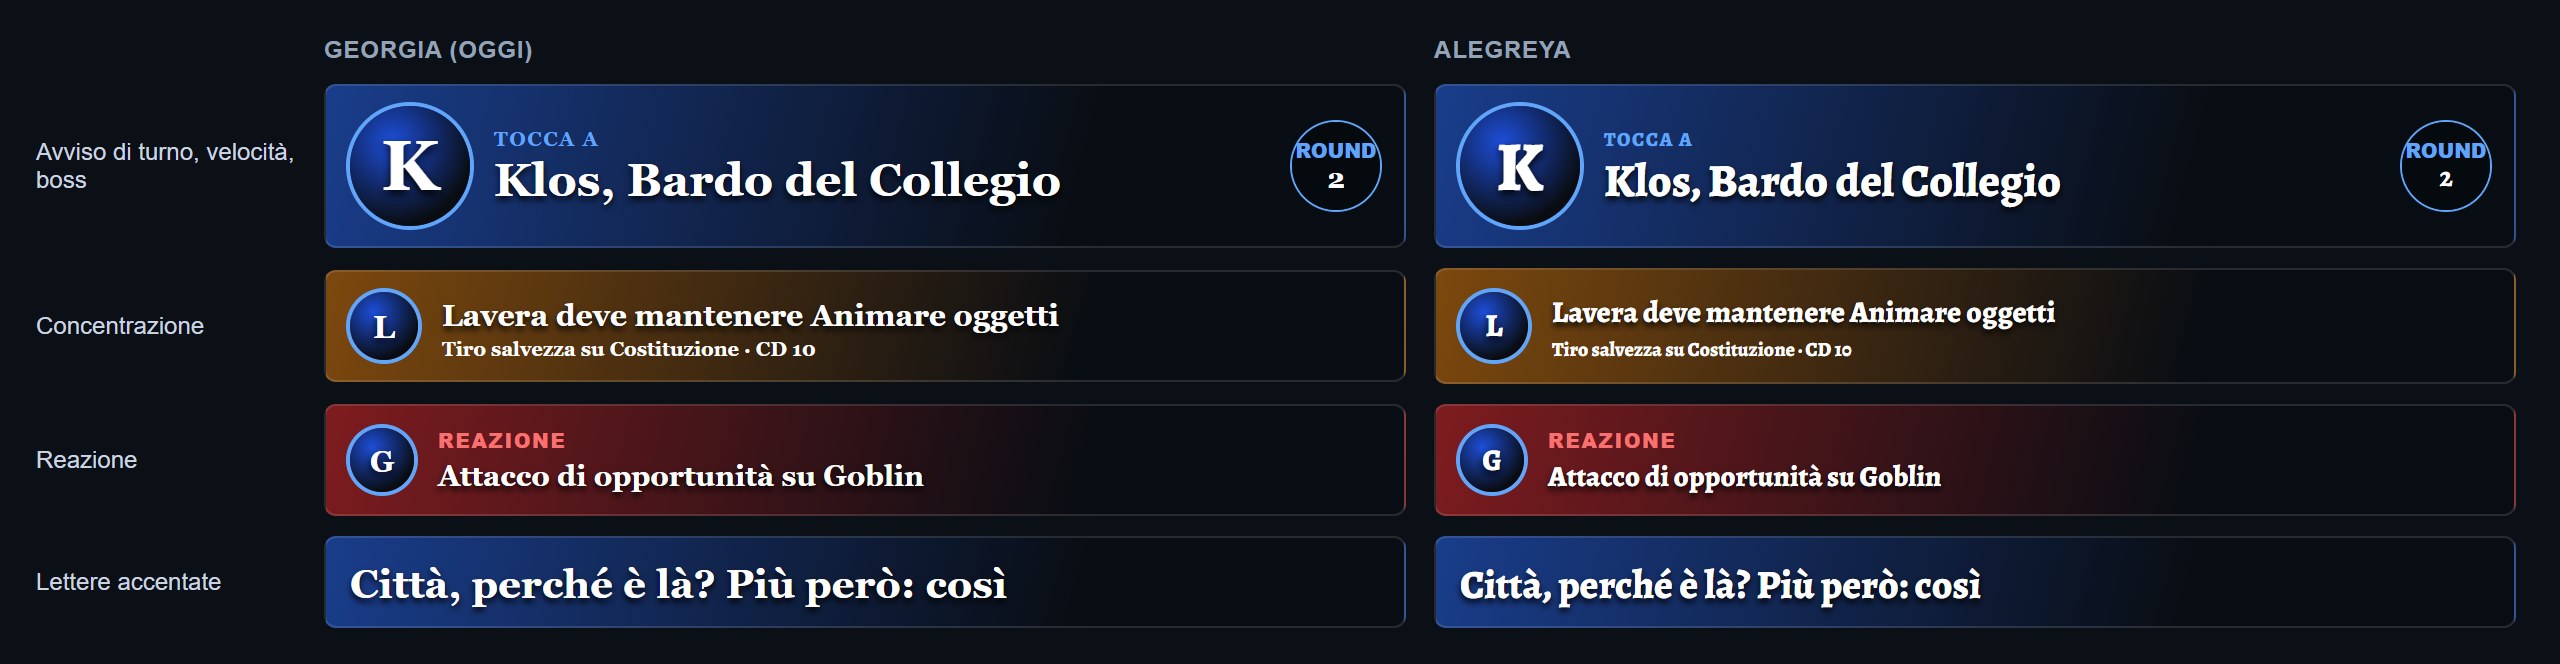 GEORGIA (OGGI)
ALEGREYA
Avviso di turno, velocità,
boss
K
TOCCA A
Klos, Bardo del Collegio
ROUND
2
K
TOCCA A
Klos, Bardo del Collegio
ROUND
2
Concentrazione
L
Lavera deve mantenere Animare oggetti
Tiro salvezza su Costituzione · CD 10
L
Lavera deve mantenere Animare oggetti
Tiro salvezza su Costituzione · CD 10
Reazione
G
REAZIONE
Attacco di opportunità su Goblin
G
REAZIONE
Attacco di opportunità su Goblin
Lettere accentate
Città, perché è là? Più però: così
Città, perché è là? Più però: così